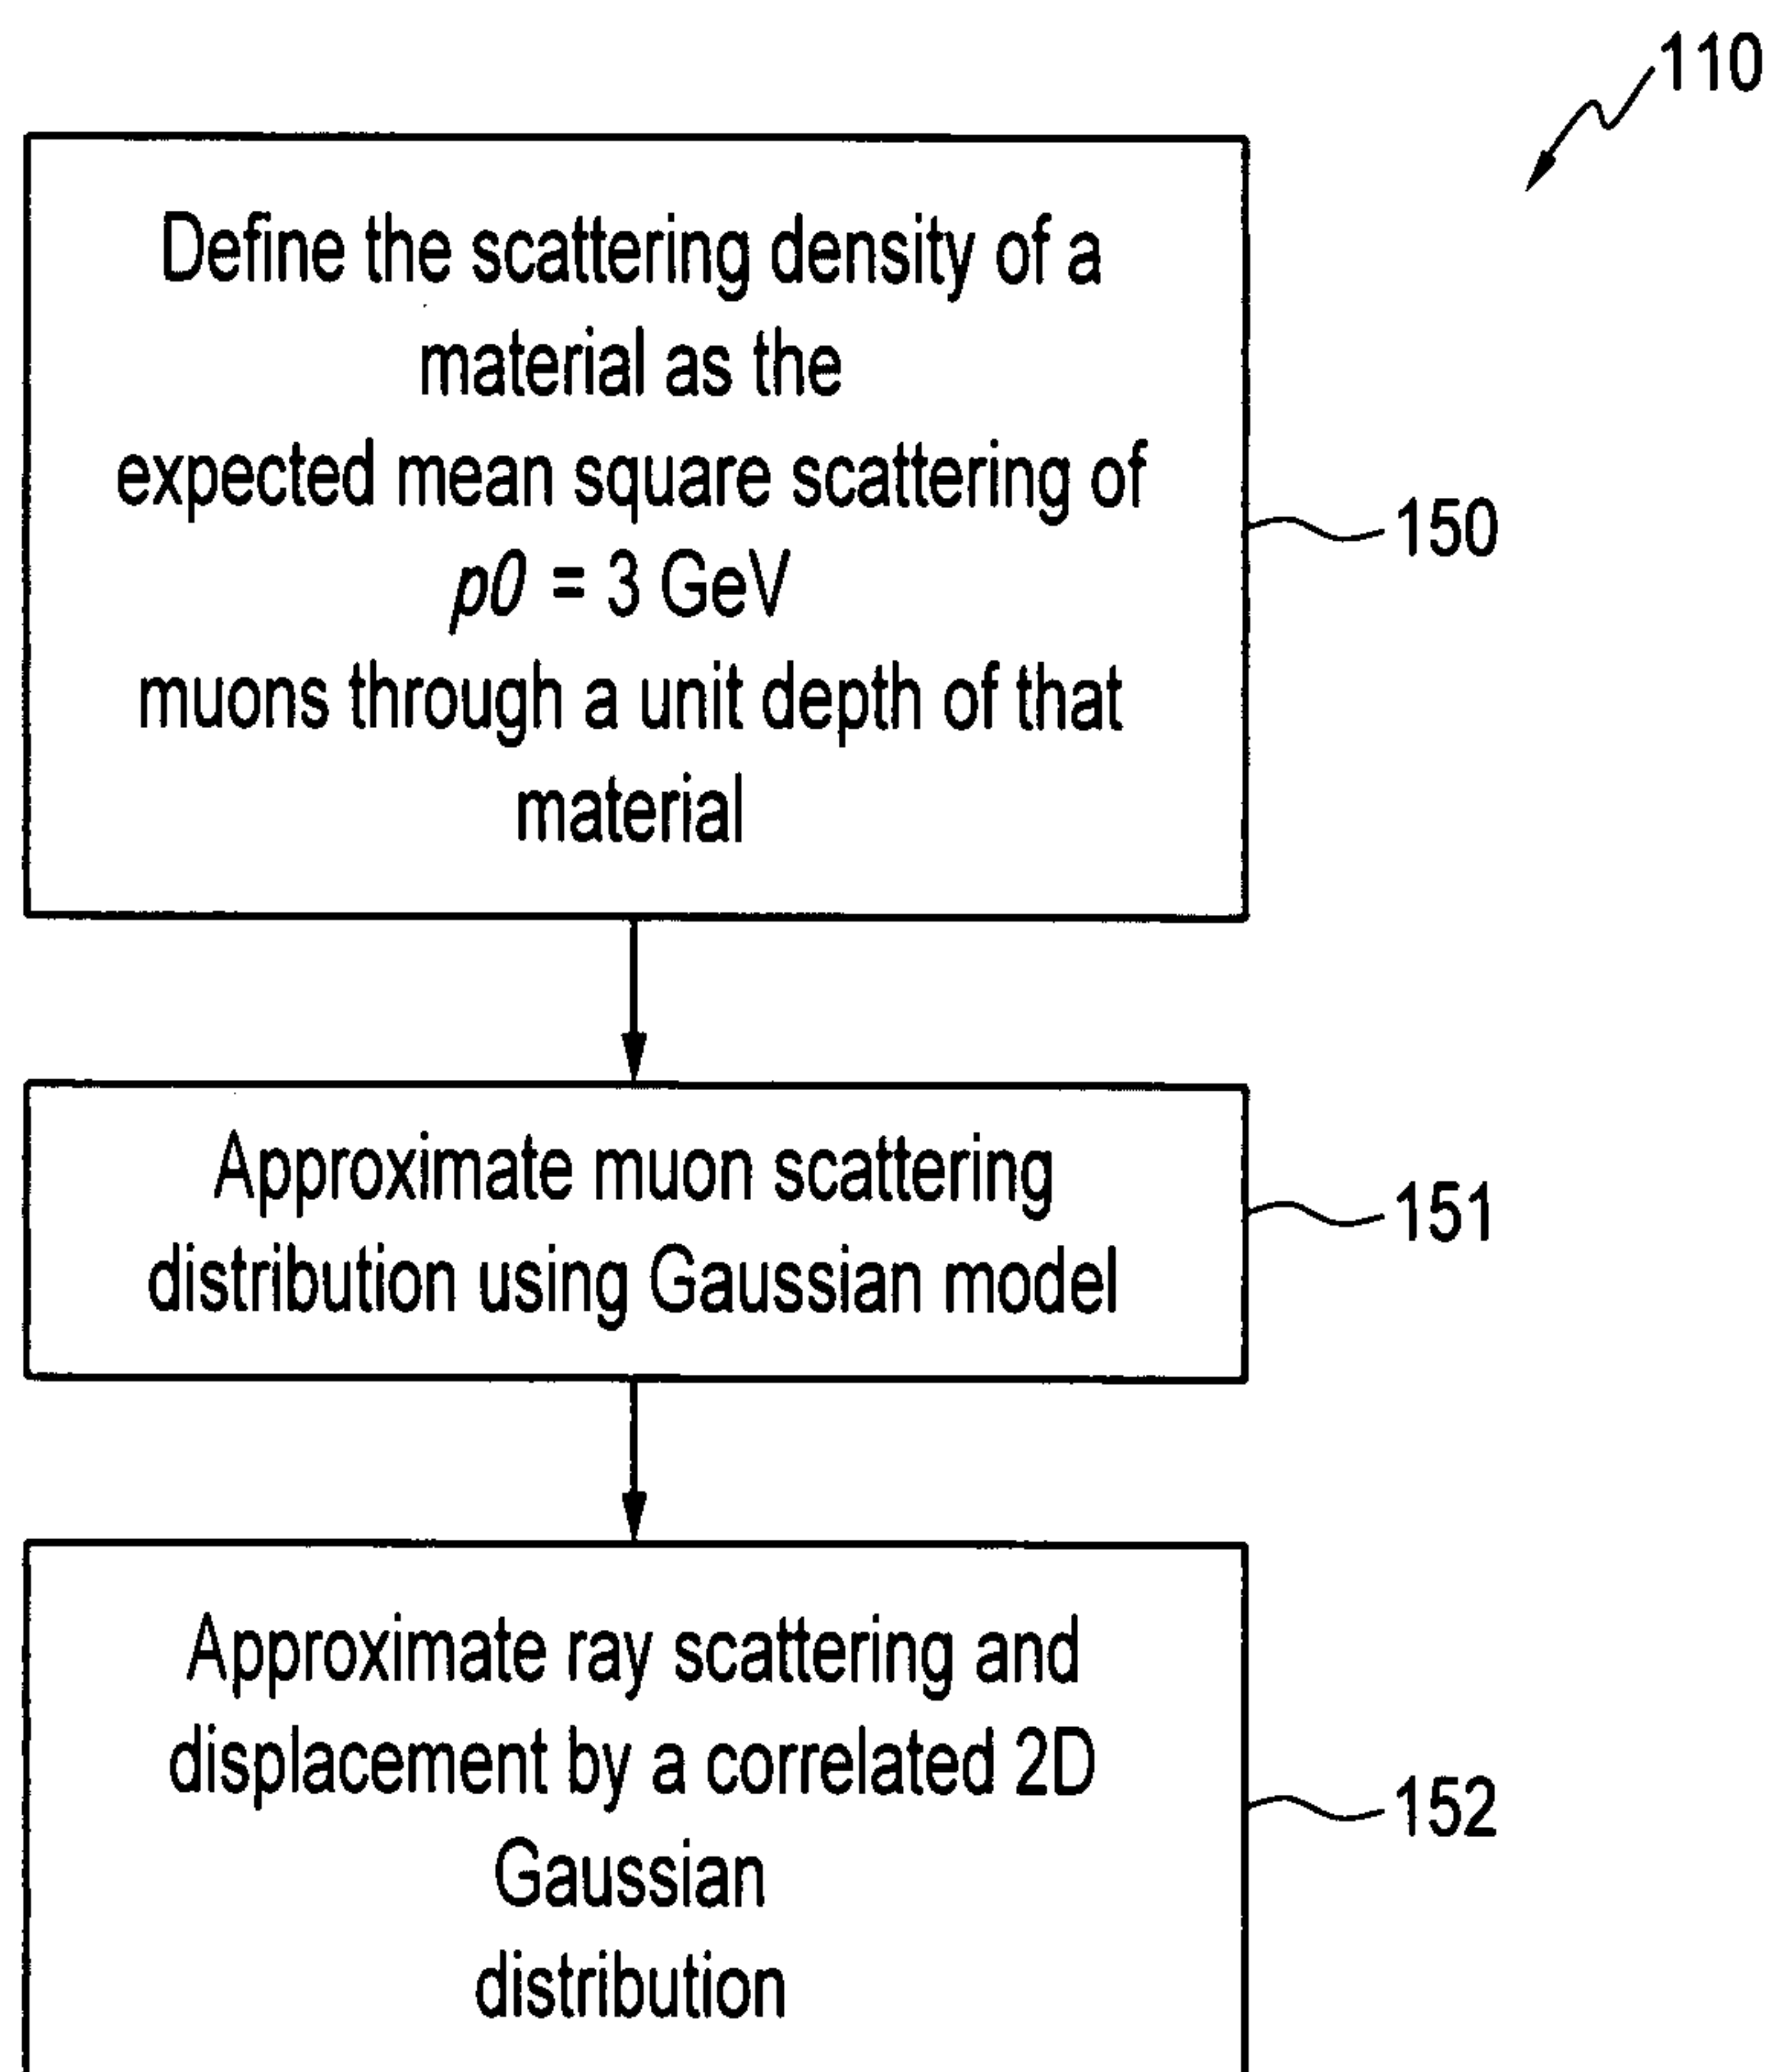 110
Define the scattering density of a
material as the
expected mean square scattering of
p0 = 3 GeV
muons through a unit depth of that
material
150
Approximate muon scattering
distribution using Gaussian model
151
Approximate ray scattering and
displacement by a correlated 2D
Gaussian
distribution
152